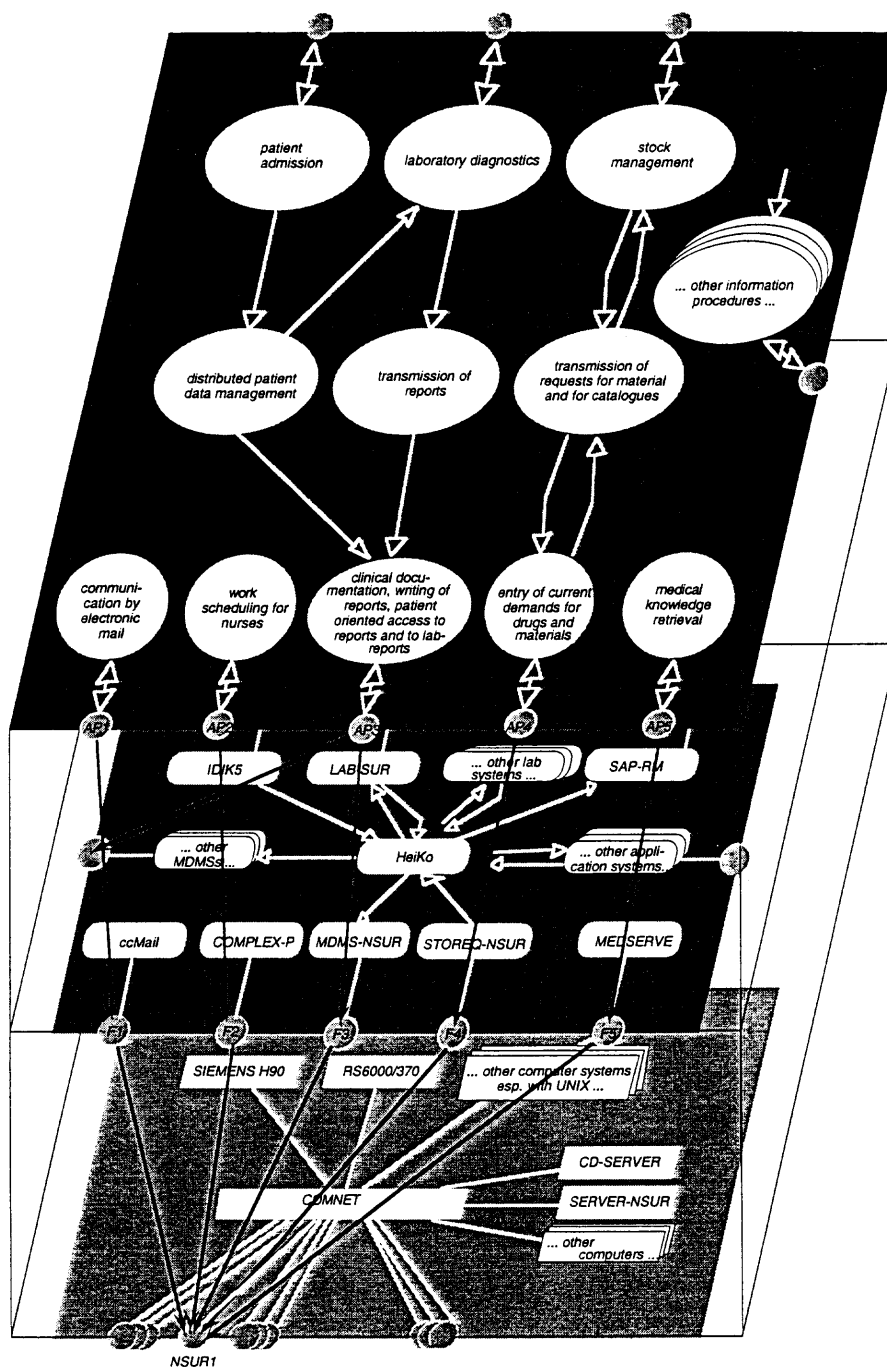 patient
admission
laboratory diagnostics
stock
management
... other information
procedures ...
distributed patient
data management
transmission of
reports
transmission of
requests for material
and for catalogues
communi-
cation by
electronic
mail
work
scheduling for
nurses
clinical docu-
mentation, writing of
reports, patient
oriented access to
reports and to lab-
reports
entry of current
demands for
drugs and
materials
medical
knowledge
retrieval
AP1
AP2
AP3
AP4
AP5
IDIK5
LAB-SUR
... other lab
systems ...
SAP-RM
... other
MDMSs ...
HeiKo
... other appli-
cation systems...
ccMail
COMPLEX-P
MDMS-NSUR
STOREQ-NSUR
MEDSERVE
F1
F2
F3
F4
F5
SIEMENS H90
RS6000/370
... other computer systems
esp. with UNIX ...
CD-SERVER
COMNET
SERVER-NSUR
... other
computers ...
NSUR1